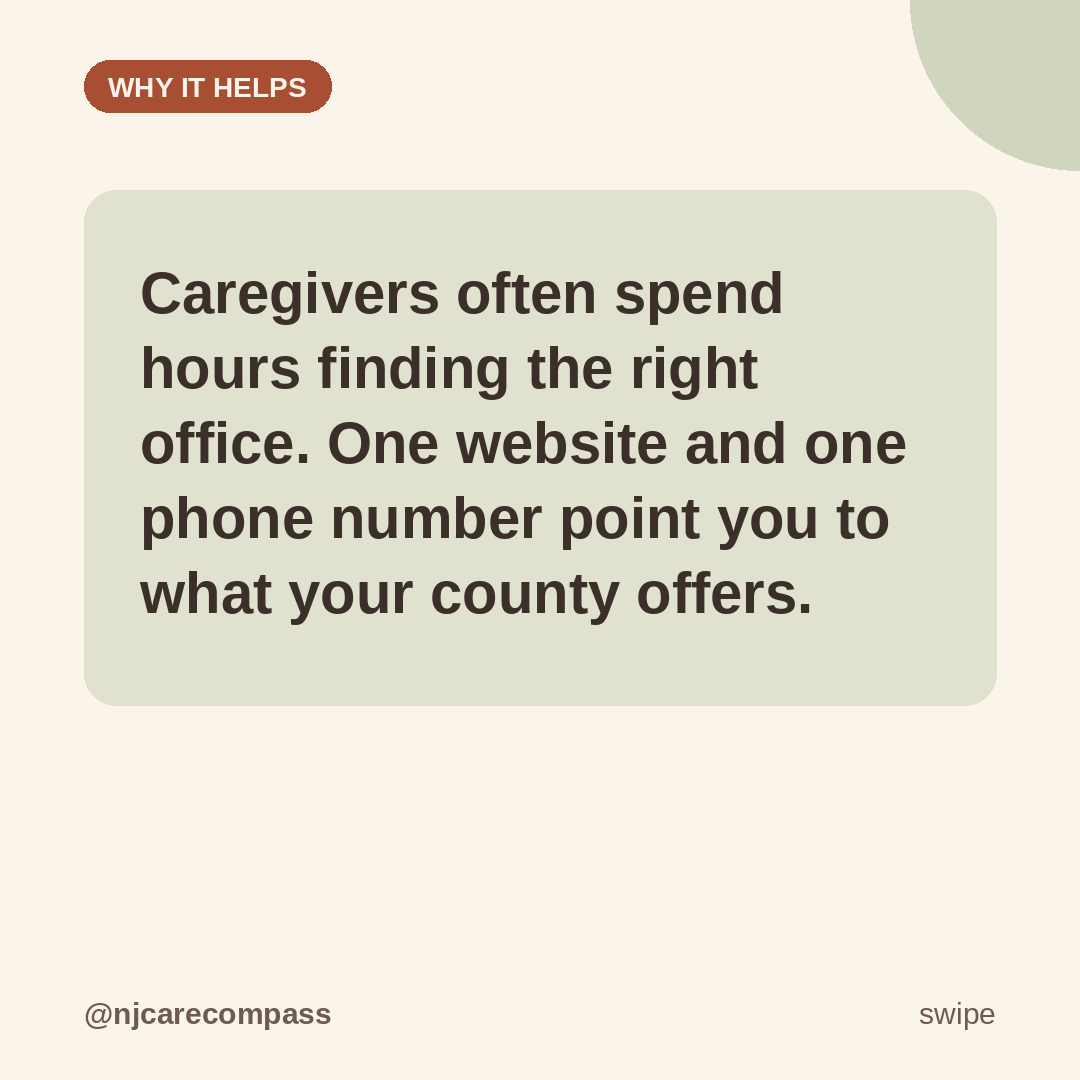 WHY IT HELPS
Caregivers often spend
hours finding the right
office. One website and one
phone number point you to
what your county offers.
@njcarecompass
swipe